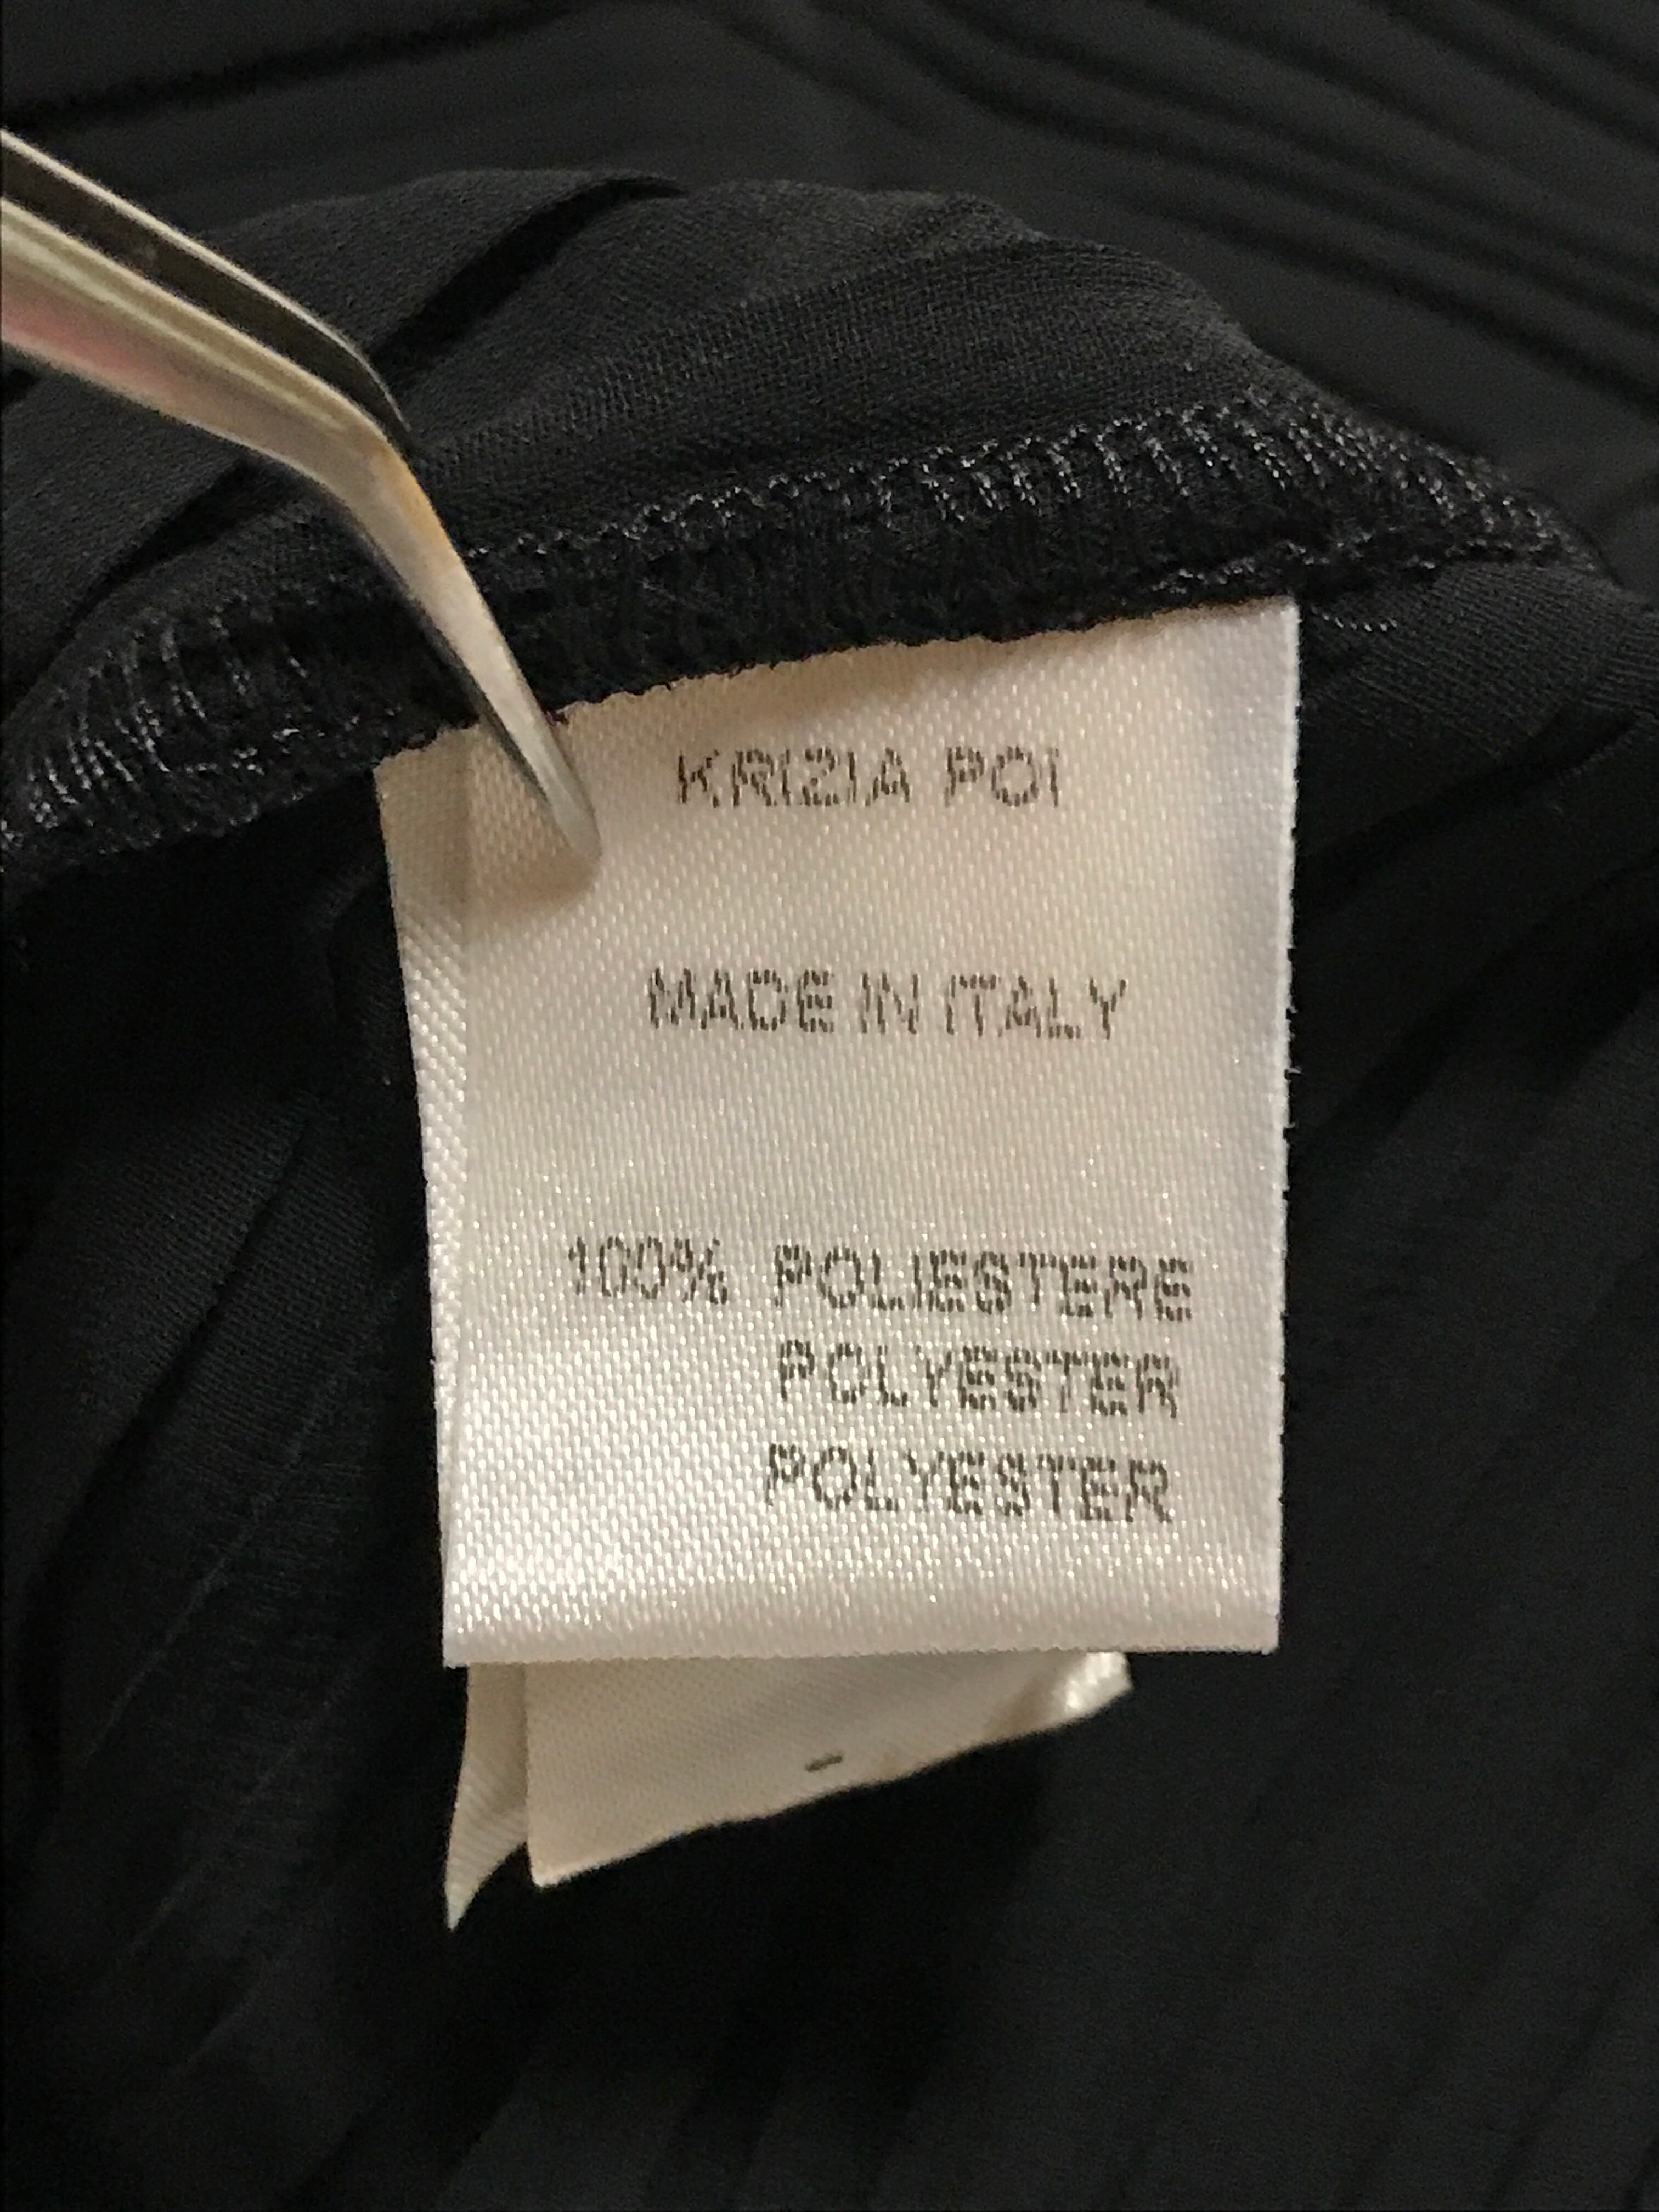 KRIZIA POI
MADE IN ITALY
100% POLIESTERE
POLYESTER
POLYESTER